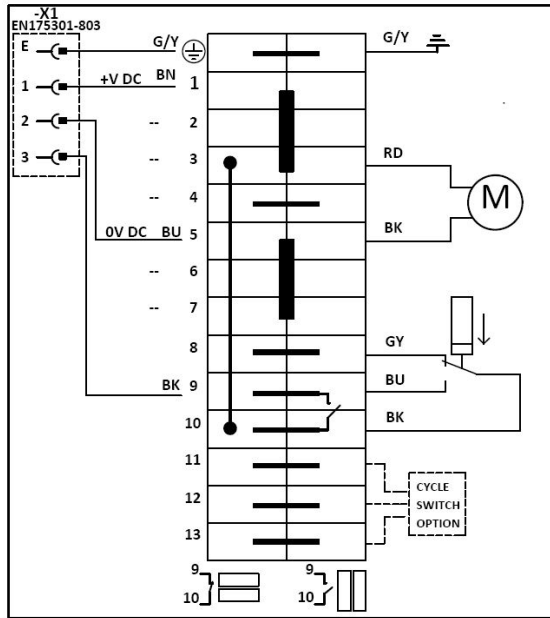 -X1
EN175301-803
E G/Y G/Y
1 +V DC BN 1
2 -- 2
3 -- 3 RD
M
-- 4
0V DC BU 5 BK
-- 6
-- 7
8 GY
BK 9 BU
10 BK
11
CYCLE
12 SWITCH
OPTION
13
9 9
10 10